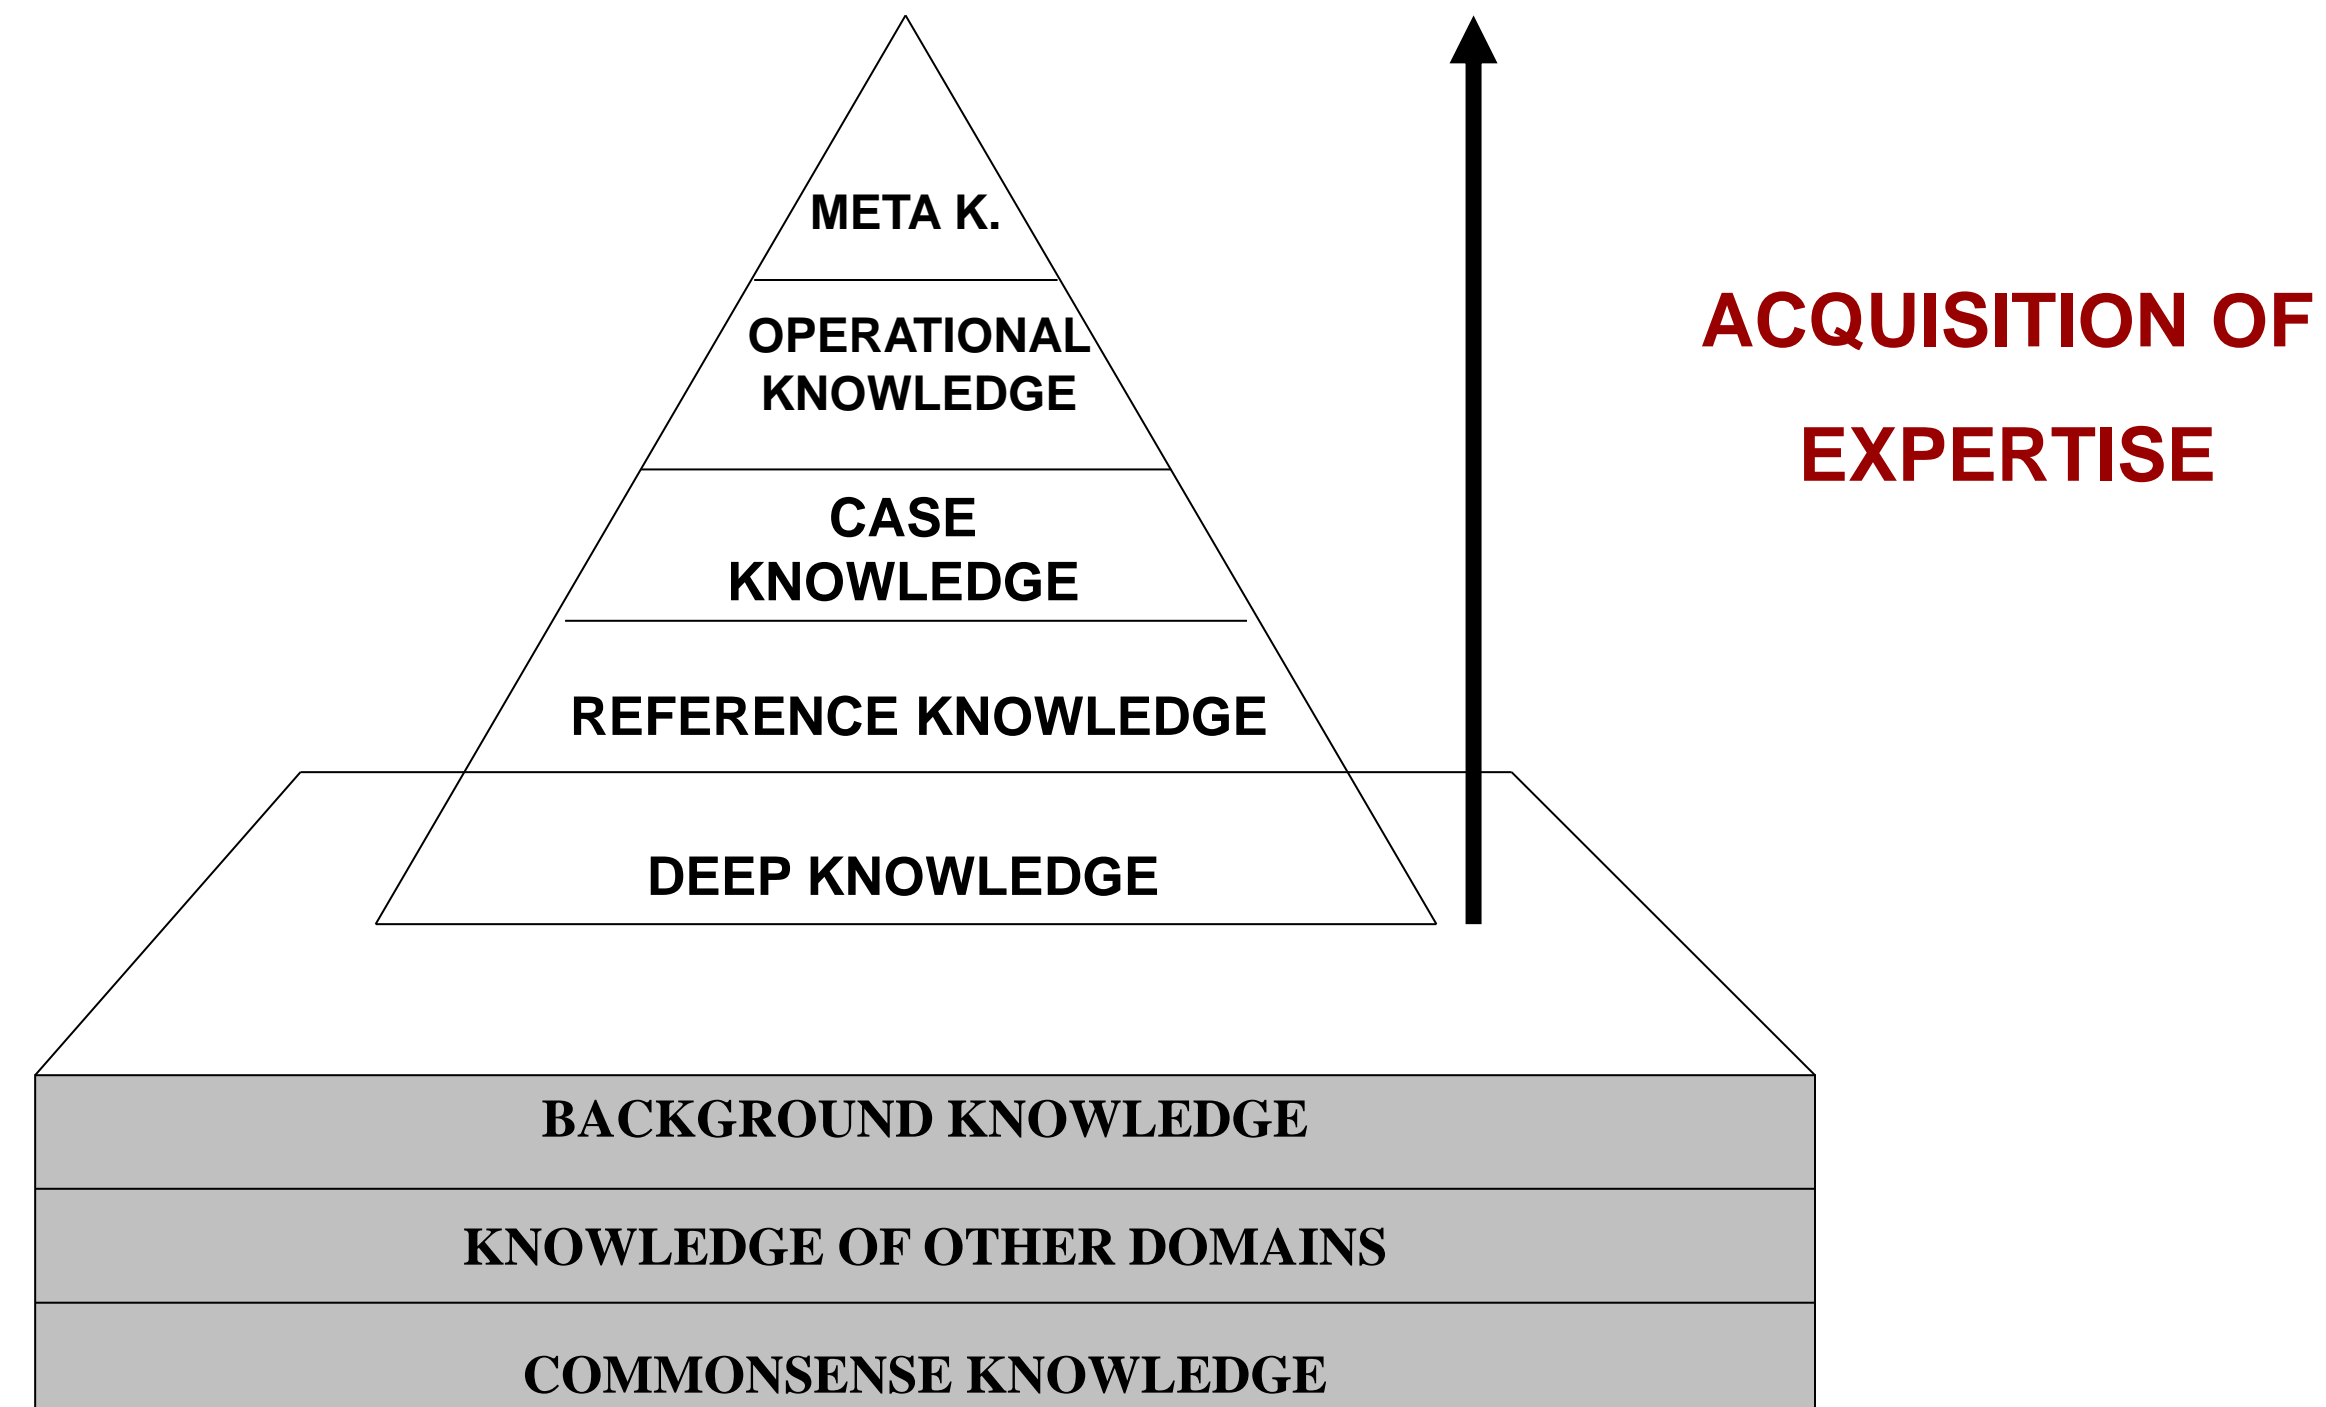 META K.
OPERATIONAL
KNOWLEDGE
CASE
KNOWLEDGE
REFERENCE KNOWLEDGE
DEEP KNOWLEDGE
ACQUISITION OF
EXPERTISE
BACKGROUND KNOWLEDGE
KNOWLEDGE OF OTHER DOMAINS
COMMONSENSE KNOWLEDGE